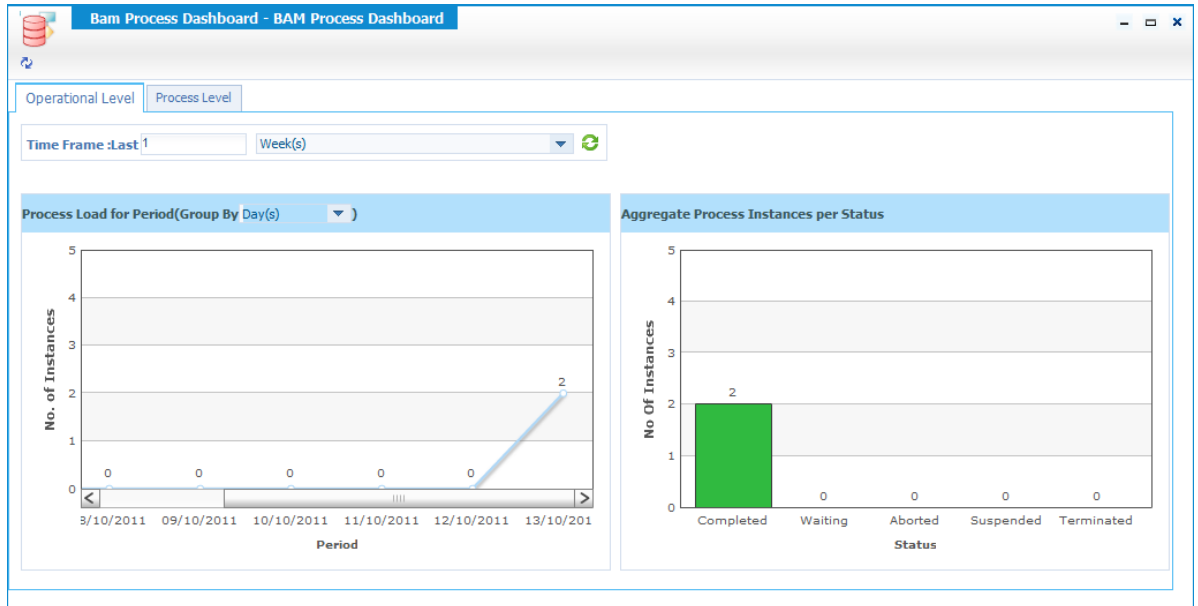 Bam Process Dashboard - BAM Process Dashboard
Operational Level
Process Level
Time Frame :Last 1 Week(s)
Process Load for Period(Group By Day(s) )
5
4
3
2
1
0
No. of Instances
0 0 0 0 0 2
3/10/2011 09/10/2011 10/10/2011 11/10/2011 12/10/2011 13/10/201
Period
Aggregate Process Instances per Status
5
4
3
2
1
0
No Of Instances
2 0 0 0 0
Completed Waiting Aborted Suspended Terminated
Status